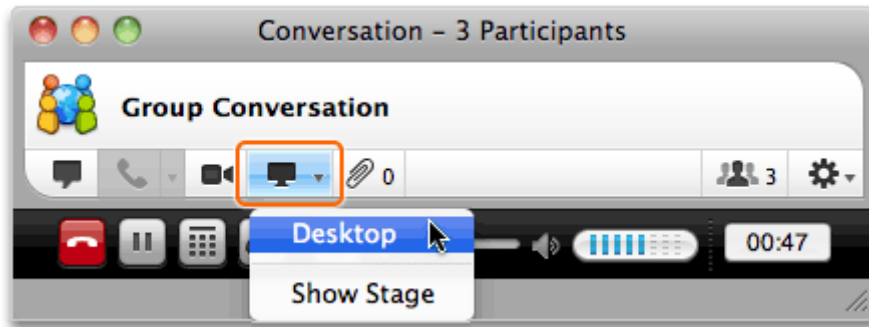 Conversation – 3 Participants
Group Conversation
0
3
Desktop
00:47
Show Stage